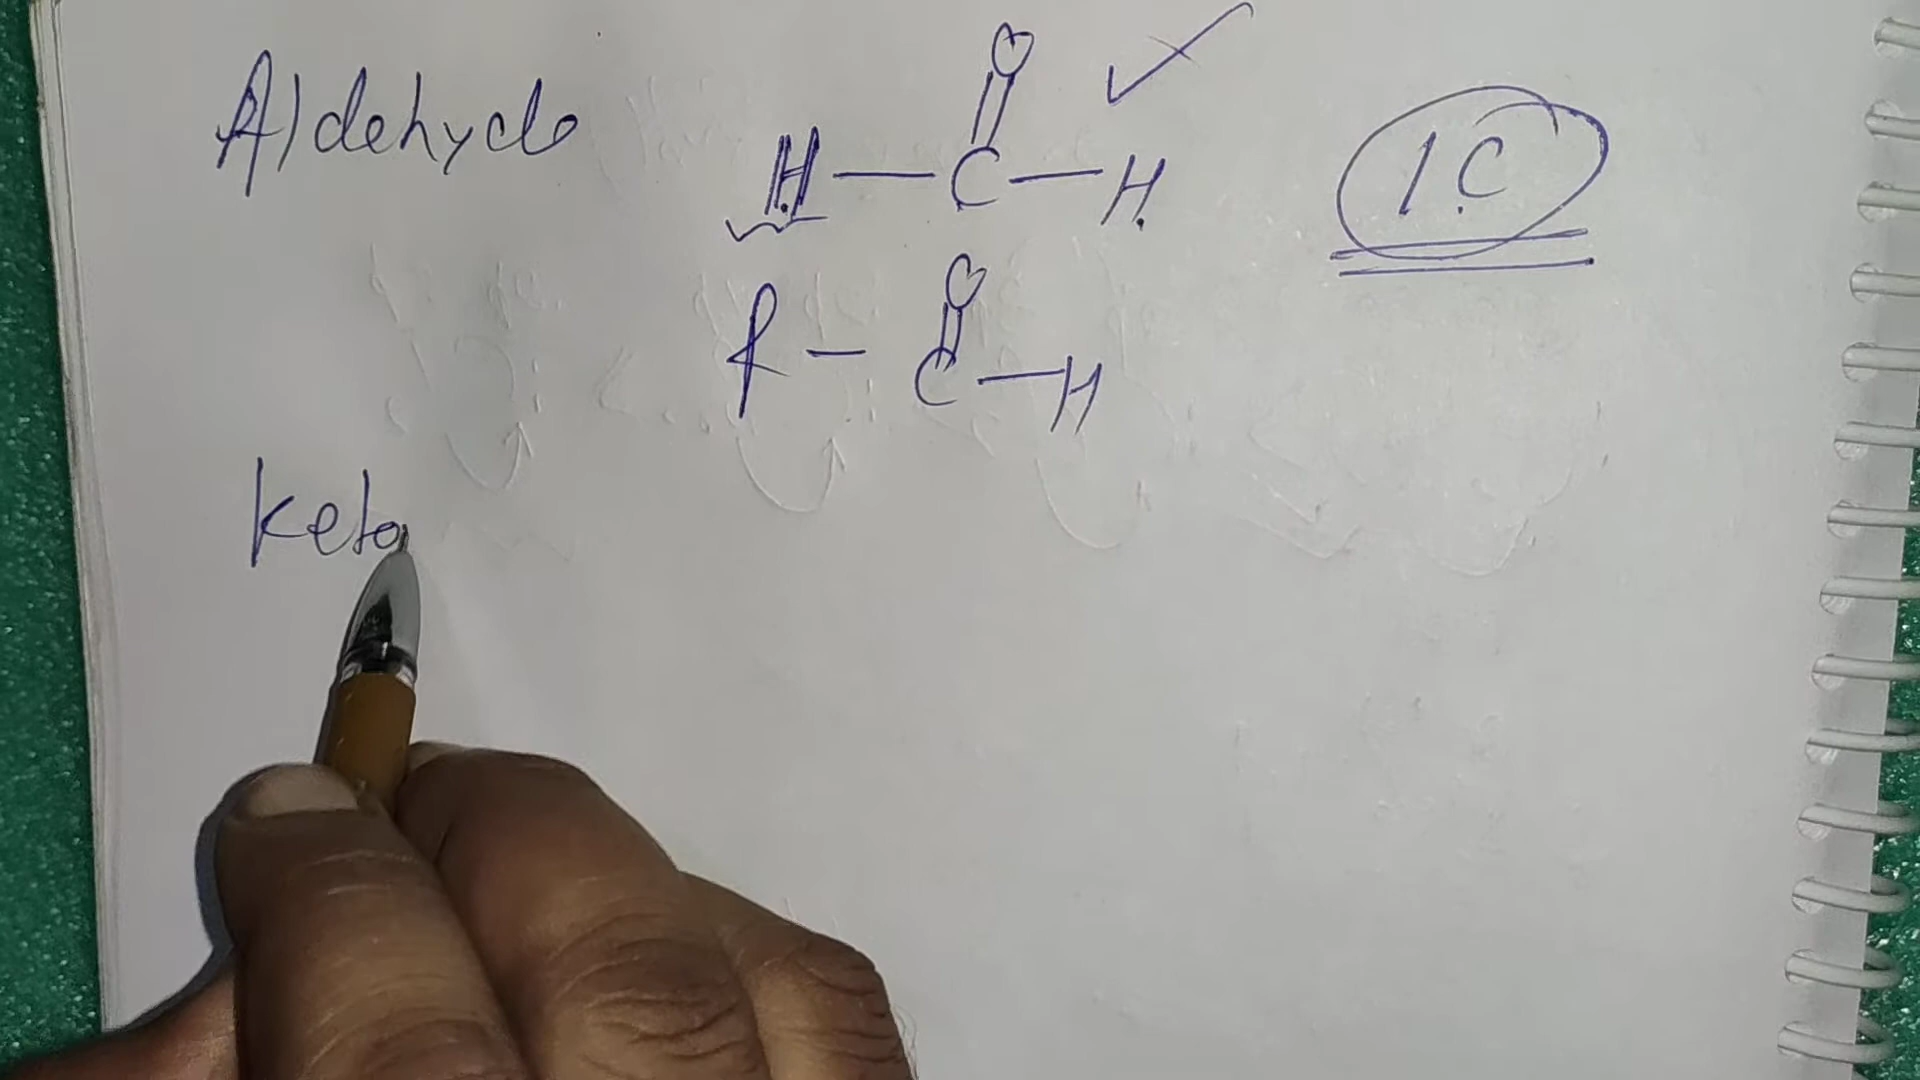 Aldehyde
O
H — C — H
1 C
O
R — C — H
Keto